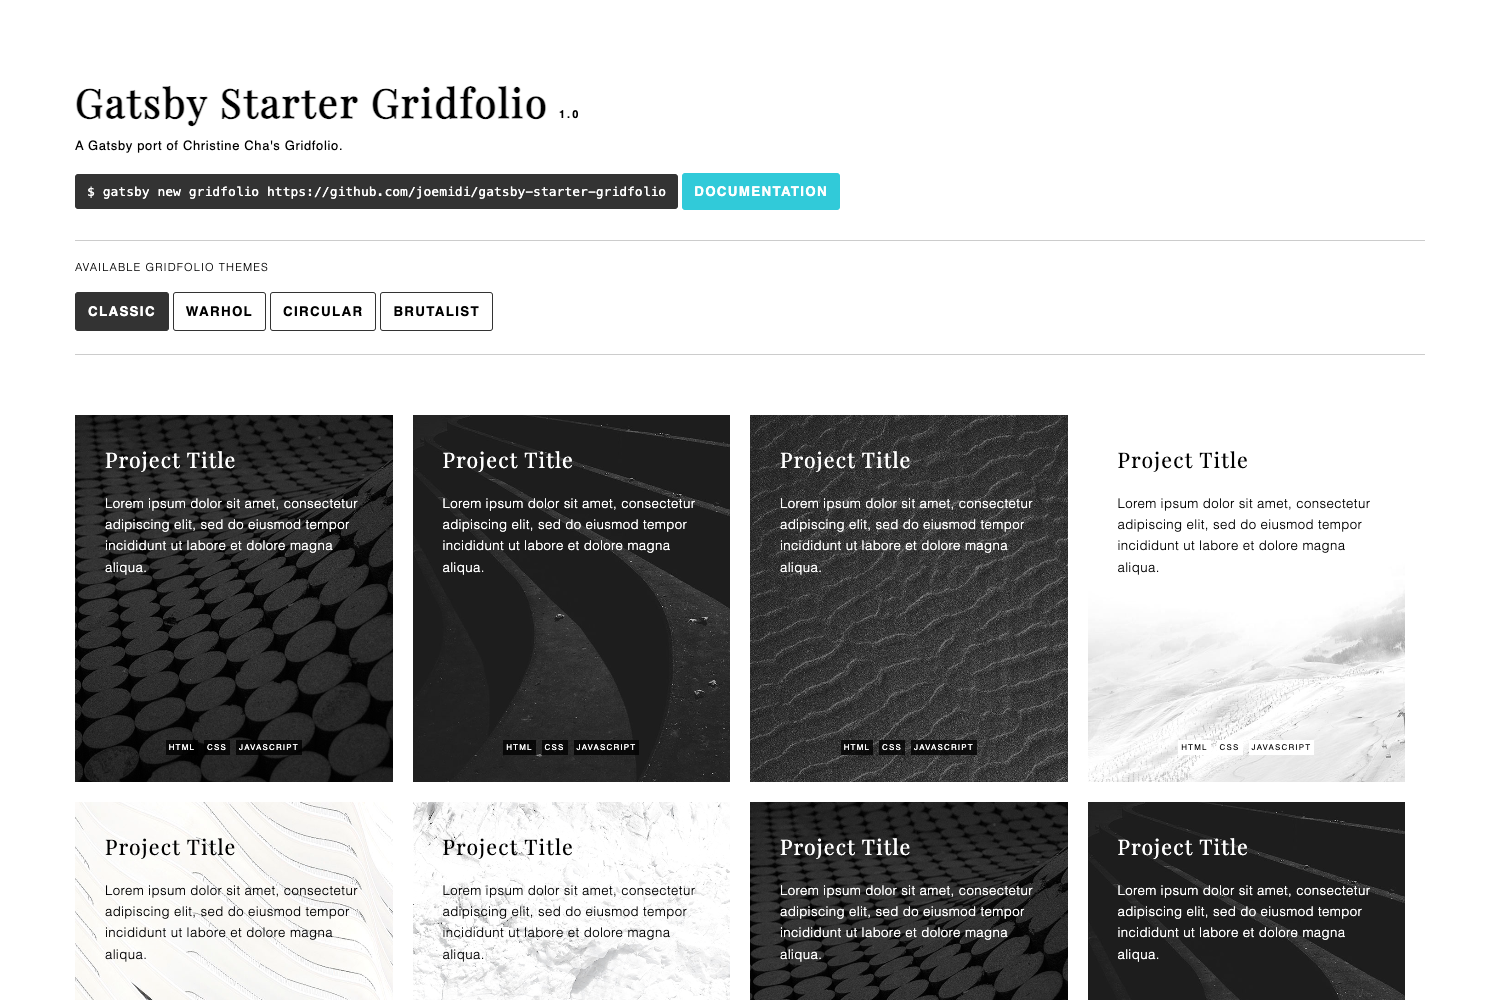 Gatsby Starter Gridfolio 1.0
A Gatsby port of Christine Cha's Gridfolio.
$ gatsby new gridfolio https://github.com/joemidi/gatsby-starter-gridfolio DOCUMENTATION
AVAILABLE GRIDFOLIO THEMES
CLASSIC WARHOL CIRCULAR BRUTALIST
Project Title
Lorem ipsum dolor sit amet, consectetur
adipiscing elit, sed do eiusmod tempor
incididunt ut labore et dolore magna
aliqua.
HTML CSS JAVASCRIPT
Project Title
Lorem ipsum dolor sit amet, consectetur
adipiscing elit, sed do eiusmod tempor
incididunt ut labore et dolore magna
aliqua.
HTML CSS JAVASCRIPT
Project Title
Lorem ipsum dolor sit amet, consectetur
adipiscing elit, sed do eiusmod tempor
incididunt ut labore et dolore magna
aliqua.
HTML CSS JAVASCRIPT
Project Title
Lorem ipsum dolor sit amet, consectetur
adipiscing elit, sed do eiusmod tempor
incididunt ut labore et dolore magna
aliqua.
HTML CSS JAVASCRIPT
Project Title
Lorem ipsum dolor sit amet, consectetur
adipiscing elit, sed do eiusmod tempor
incididunt ut labore et dolore magna
aliqua.
Project Title
Lorem ipsum dolor sit amet, consectetur
adipiscing elit, sed do eiusmod tempor
incididunt ut labore et dolore magna
aliqua.
Project Title
Lorem ipsum dolor sit amet, consectetur
adipiscing elit, sed do eiusmod tempor
incididunt ut labore et dolore magna
aliqua.
Project Title
Lorem ipsum dolor sit amet, consectetur
adipiscing elit, sed do eiusmod tempor
incididunt ut labore et dolore magna
aliqua.